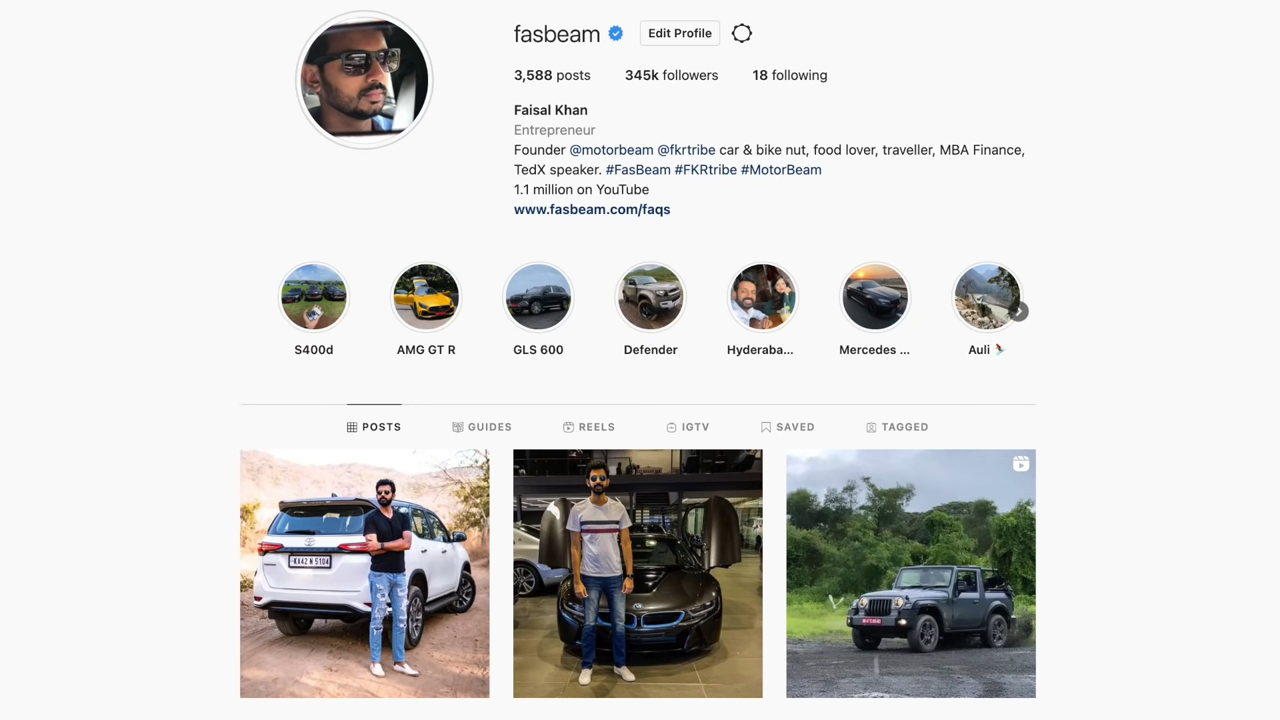 fasbeam
Edit Profile
3,588 posts
345k followers
18 following
Faisal Khan
Entrepreneur
Founder @motorbeam @fkrtribe car & bike nut, food lover, traveller, MBA Finance,
TedX speaker. #FasBeam #FKRtribe #MotorBeam
1.1 million on YouTube
www.fasbeam.com/faqs
S400d
AMG GT R
GLS 600
Defender
Hyderaba...
Mercedes ...
Auli
POSTS
GUIDES
REELS
IGTV
SAVED
TAGGED
KA42 N 5104